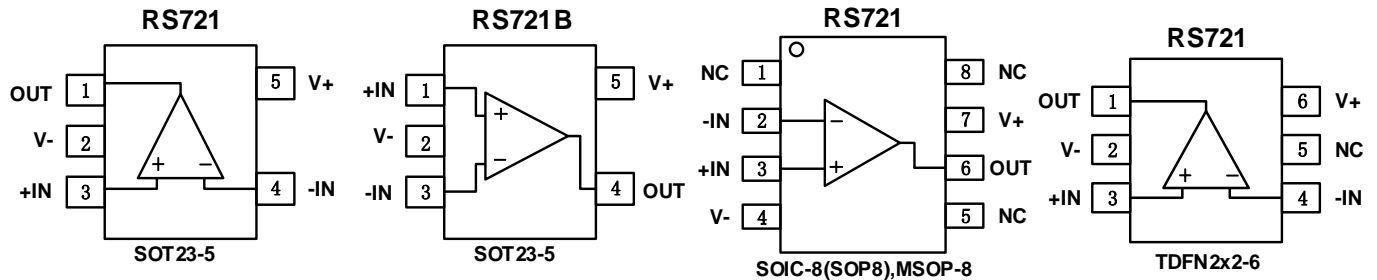 RS721
OUT 1
V- 2
+IN 3
5 V+
4 -IN
+ −
SOT23-5
RS721B
+IN 1
V- 2
-IN 3
5 V+
4 OUT
+
−
SOT23-5
RS721
NC 1
-IN 2
+IN 3
V- 4
8 NC
7 V+
6 OUT
5 NC
−
+
SOIC-8(SOP8),MSOP-8
RS721
OUT 1
V- 2
+IN 3
6 V+
5 NC
4 -IN
+ −
TDFN2x2-6